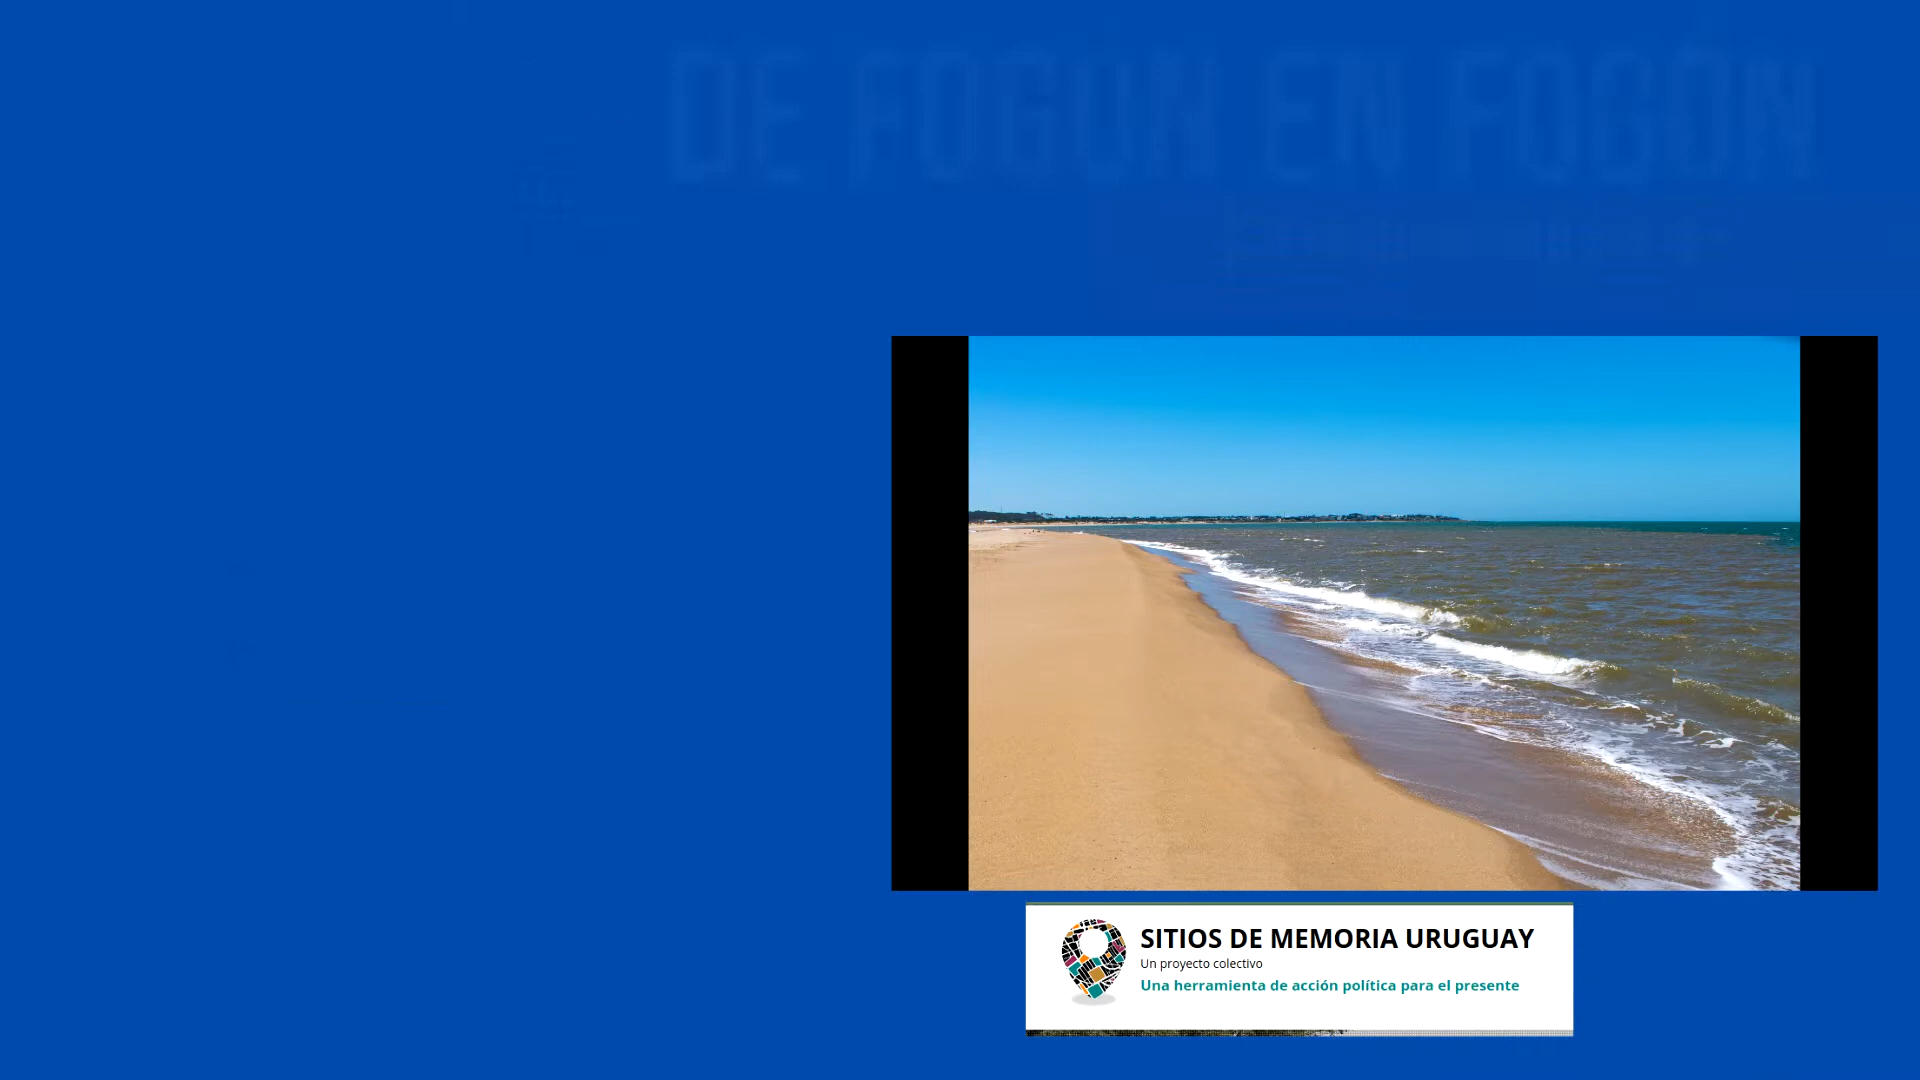 DE FOGÓN EN FOGÓN
SITIOS DE MEMORIA URUGUAY
Un proyecto colectivo
Una herramienta de acción política para el presente